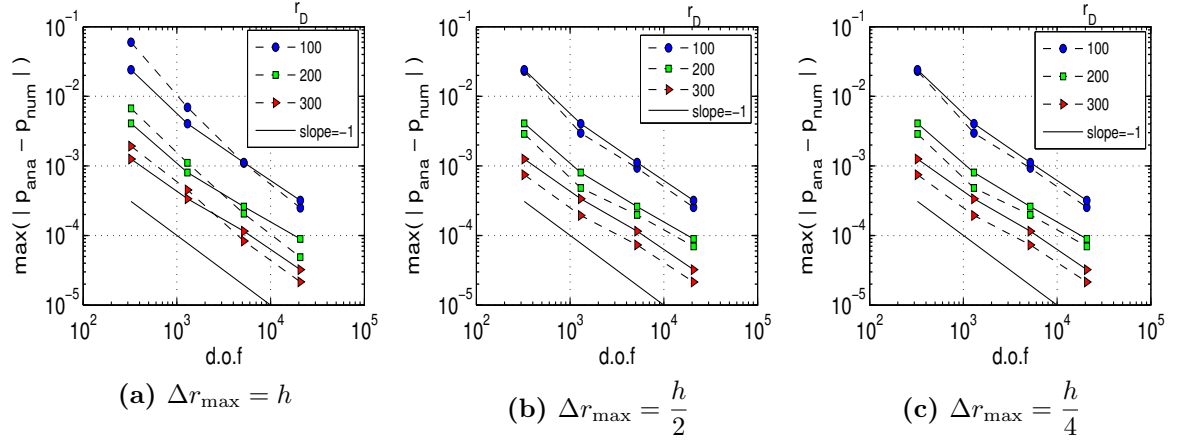 r_D
10^{-1}
10^{-2}
10^{-3}
10^{-4}
10^{-5}
max( | p_ana − p_num | )
100
200
300
slope=−1
10^2
10^3
10^4
10^5
d.o.f
(a) Δr_max = h
r_D
10^{-1}
10^{-2}
10^{-3}
10^{-4}
10^{-5}
max( | p_ana − p_num | )
100
200
300
slope=−1
10^2
10^3
10^4
10^5
d.o.f
(b) Δr_max = h/2
r_D
10^{-1}
10^{-2}
10^{-3}
10^{-4}
10^{-5}
max( | p_ana − p_num | )
100
200
300
slope=−1
10^2
10^3
10^4
10^5
d.o.f
(c) Δr_max = h/4